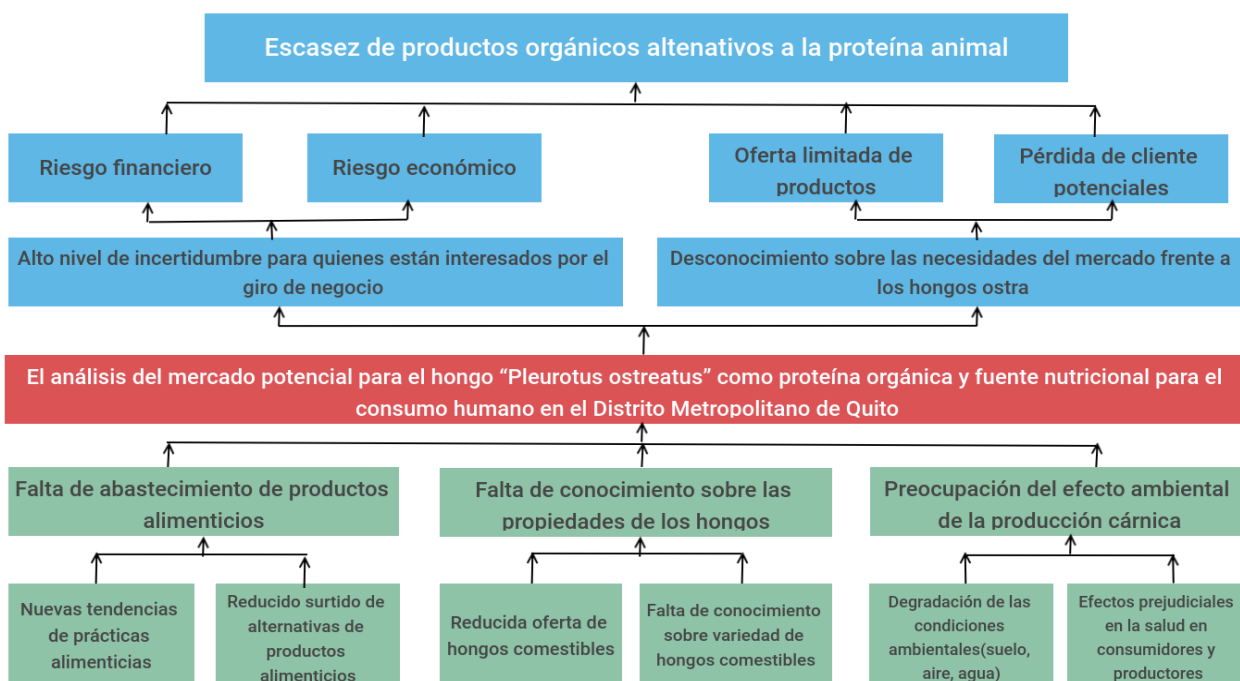 Escasez de productos orgánicos altenativos a la proteína animal
Riesgo financiero
Riesgo económico
Oferta limitada de
productos
Pérdida de cliente
potenciales
Alto nivel de incertidumbre para quienes están interesados por el
giro de negocio
Desconocimiento sobre las necesidades del mercado frente a
los hongos ostra
El análisis del mercado potencial para el hongo “Pleurotus ostreatus” como proteína orgánica y fuente nutricional para el
consumo humano en el Distrito Metropolitano de Quito
Falta de abastecimiento de productos
alimenticios
Falta de conocimiento sobre las
propiedades de los hongos
Preocupación del efecto ambiental
de la producción cárnica
Nuevas tendencias
de prácticas
alimenticias
Reducido surtido de
alternativas de
productos
alimenticios
Reducida oferta de
hongos comestibles
Falta de conocimiento
sobre variedad de
hongos comestibles
Degradación de las
condiciones
ambientales(suelo,
aire, agua)
Efectos prejudiciales
en la salud en
consumidores y
productores